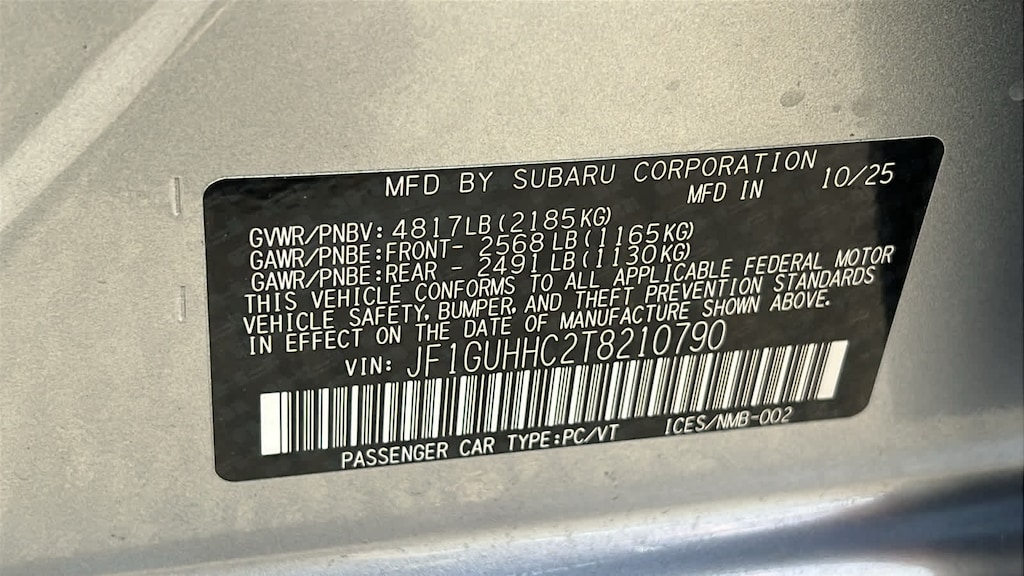 MFD BY SUBARU CORPORATION
MFD IN 10/25
GVWR/PNBV: 4817LB(2185KG)
GAWR/PNBE:FRONT- 2568LB(1165KG)
GAWR/PNBE:REAR - 2491LB(1130KG)
THIS VEHICLE CONFORMS TO ALL APPLICABLE FEDERAL MOTOR
VEHICLE SAFETY, BUMPER, AND THEFT PREVENTION STANDARDS
IN EFFECT ON THE DATE OF MANUFACTURE SHOWN ABOVE.
VIN: JF1GUHHC2T8210790
PASSENGER CAR TYPE:PC/VT ICES/NMB-002